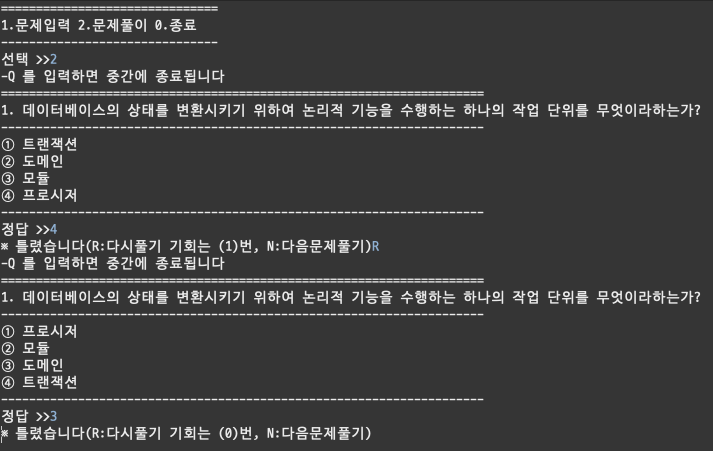 ===============================
1.문제입력 2.문제풀이 0.종료
-------------------------------
선택 >>2
-Q 를 입력하면 중간에 종료됩니다
=====================================================================
1. 데이터베이스의 상태를 변환시키기 위하여 논리적 기능을 수행하는 하나의 작업 단위를 무엇이라하는가?
---------------------------------------------------------------------
① 트랜잭션
② 도메인
③ 모듈
④ 프로시저
---------------------------------------------------------------------
정답 >>4
※ 틀렸습니다(R:다시풀기 기회는 (1)번, N:다음문제풀기)R
-Q 를 입력하면 중간에 종료됩니다
=====================================================================
1. 데이터베이스의 상태를 변환시키기 위하여 논리적 기능을 수행하는 하나의 작업 단위를 무엇이라하는가?
---------------------------------------------------------------------
① 프로시저
② 모듈
③ 도메인
④ 트랜잭션
---------------------------------------------------------------------
정답 >>3
※ 틀렸습니다(R:다시풀기 기회는 (0)번, N:다음문제풀기)